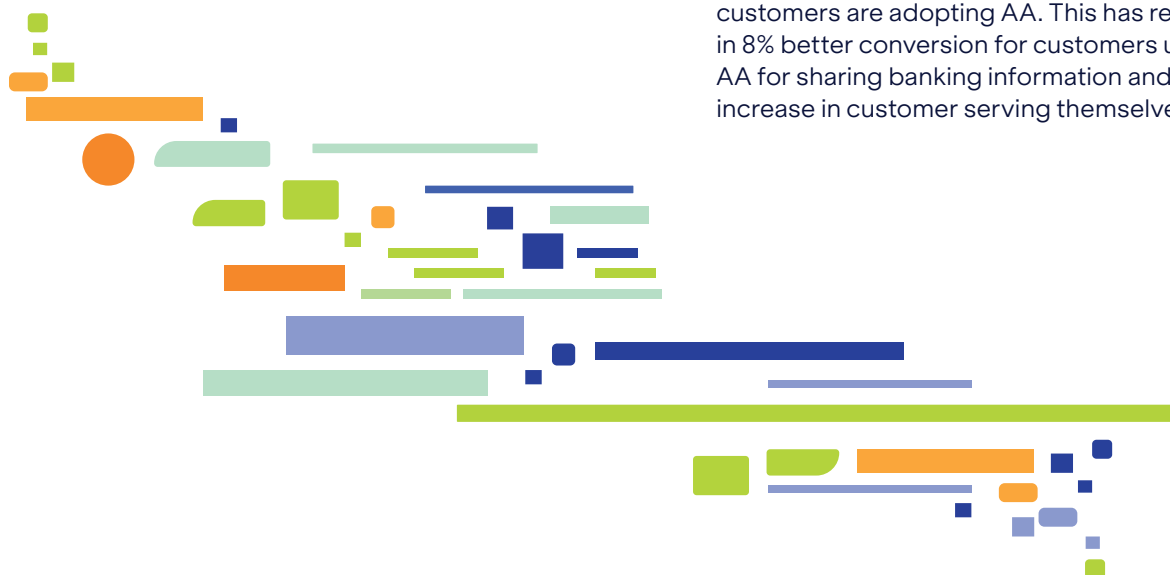 customers are adopting AA. This has re
in 8% better conversion for customers u
AA for sharing banking information and
increase in customer serving themselve